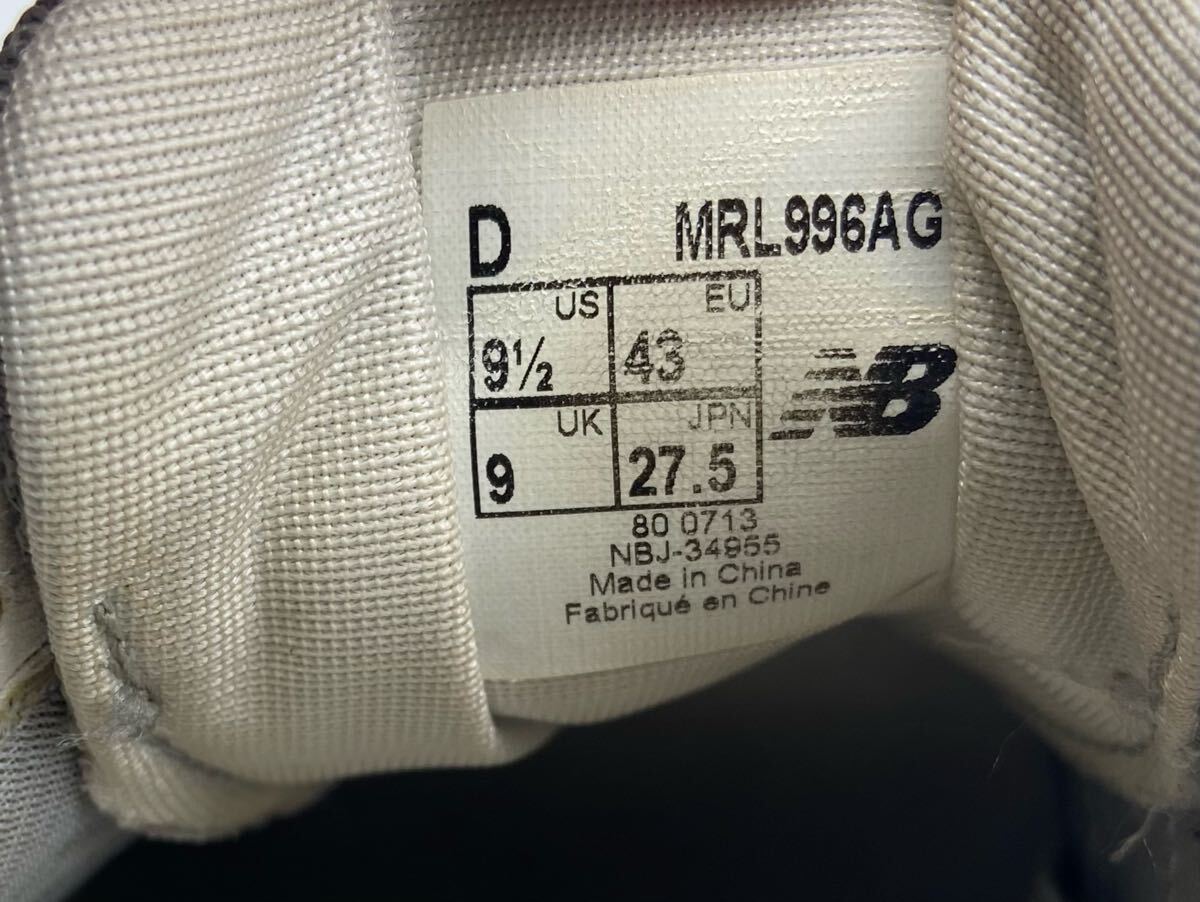 D MRL996AG
US EU
9½ 43
UK JPN
9 27.5
NB
80 0713
NBJ-34955
Made in China
Fabriqué en Chine